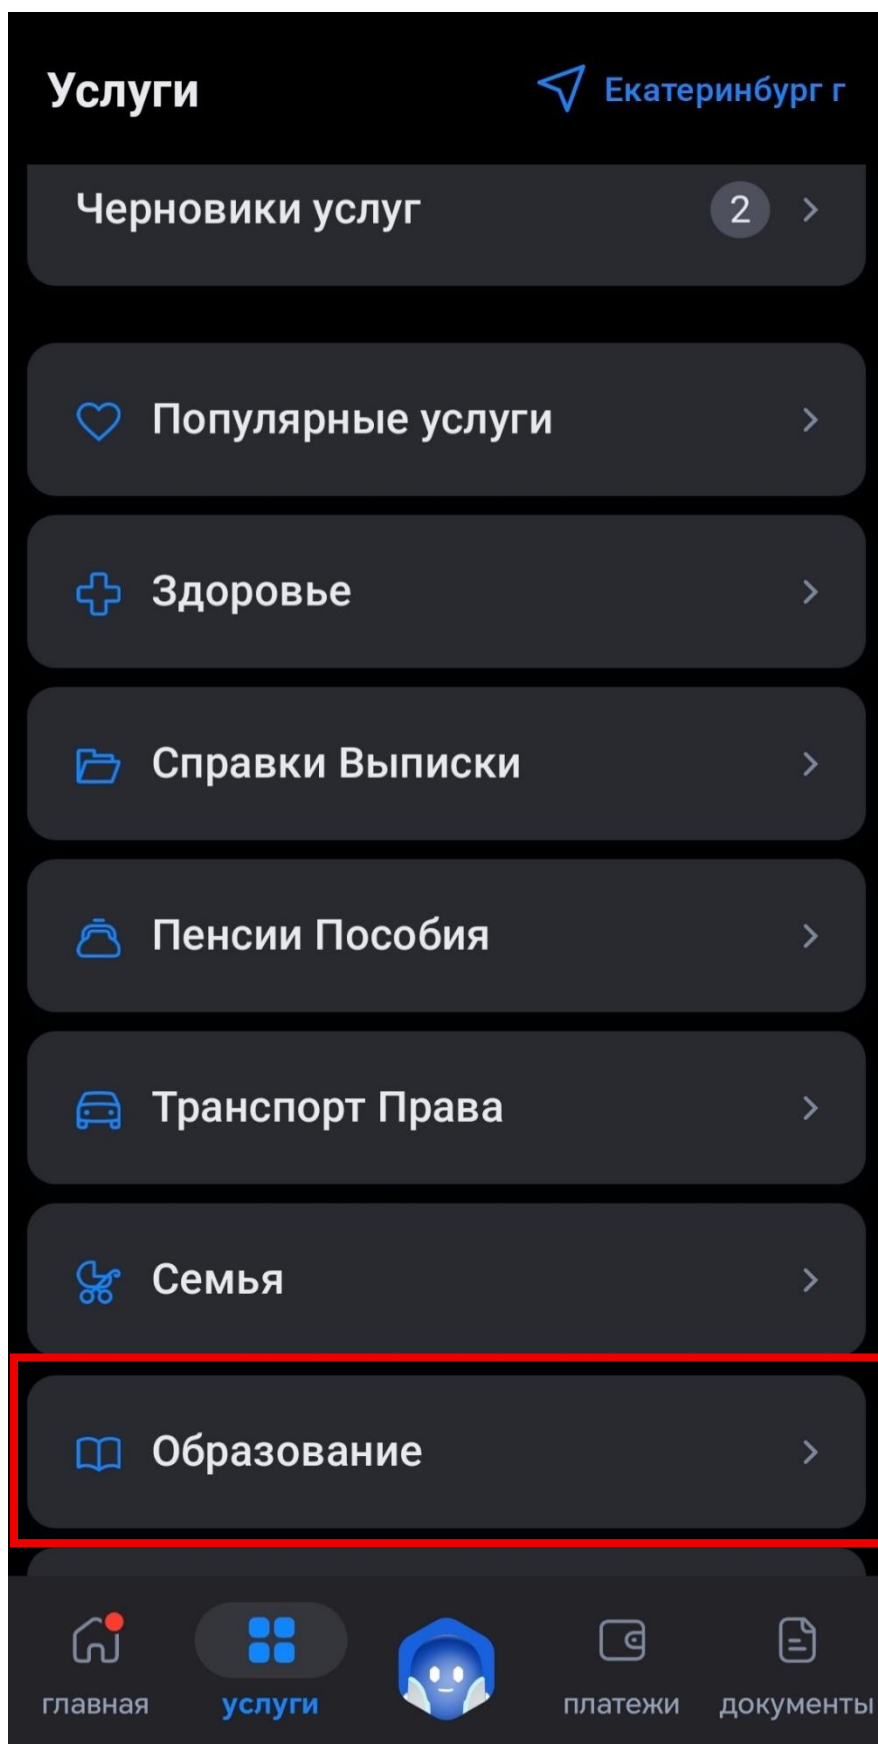 Услуги
Екатеринбург г
Черновики услуг
2
Популярные услуги
Здоровье
Справки Выписки
Пенсии Пособия
Транспорт Права
Семья
Образование
главная
услуги
платежи
документы